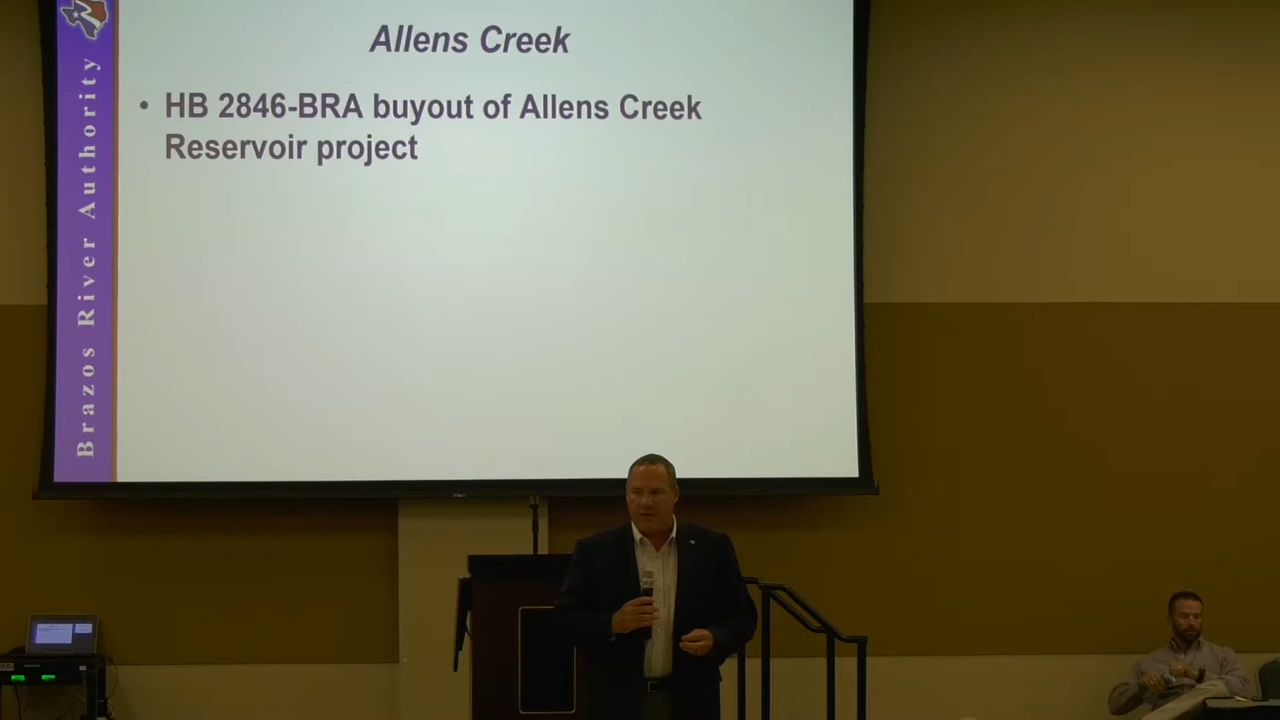 Allens Creek
• HB 2846-BRA buyout of Allens Creek
Reservoir project
Brazos River Authority